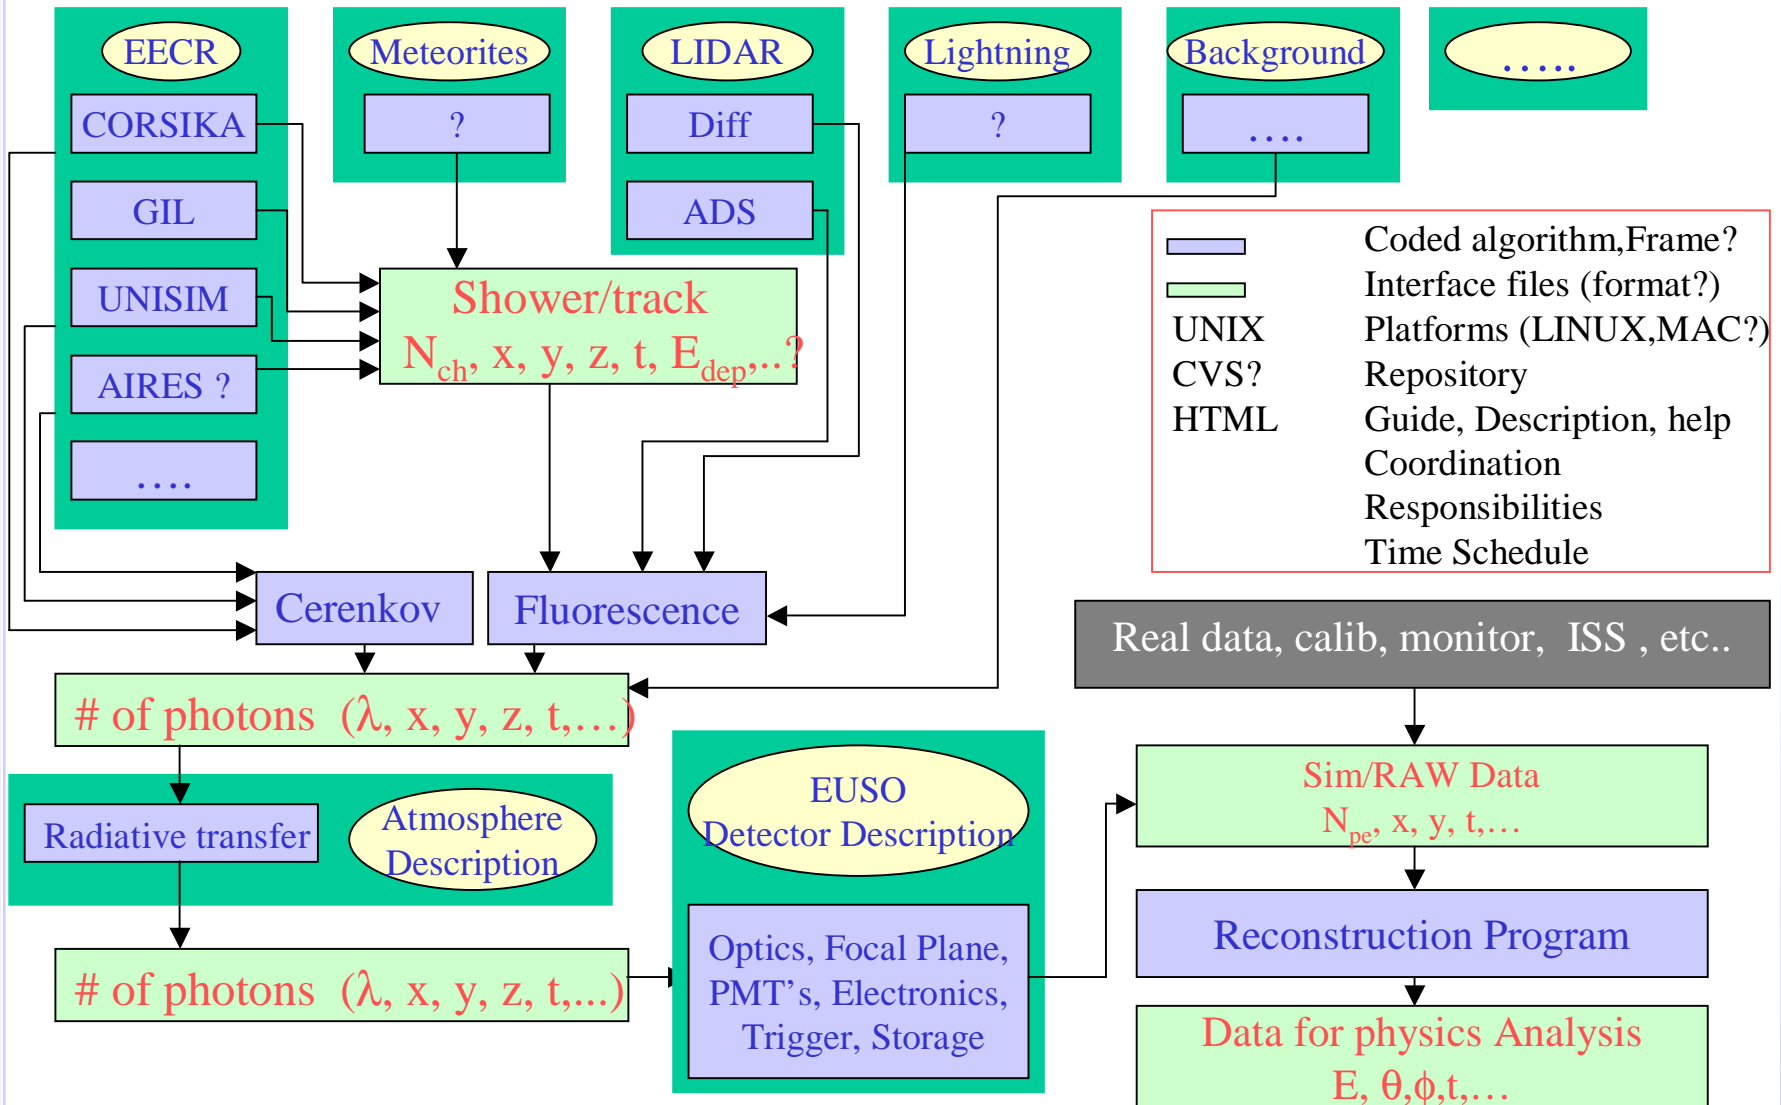 EECR
Meteorites
LIDAR
Lightning
Background
…..
CORSIKA
?
Diff
?
….
GIL
ADS
UNISIM
AIRES ?
….
Shower/track
Nch, x, y, z, t, Edep,..?
Coded algorithm,Frame?
Interface files (format?)
UNIX Platforms (LINUX,MAC?)
CVS? Repository
HTML Guide, Description, help
Coordination
Responsibilities
Time Schedule
Cerenkov
Fluorescence
Real data, calib, monitor, ISS , etc..
# of photons (λ, x, y, z, t,…)
Radiative transfer
Atmosphere
Description
# of photons (λ, x, y, z, t,...)
EUSO
Detector Description
Optics, Focal Plane,
PMT's, Electronics,
Trigger, Storage
Sim/RAW Data
Npe, x, y, t,…
Reconstruction Program
Data for physics Analysis
E, θ,ϕ,t,…